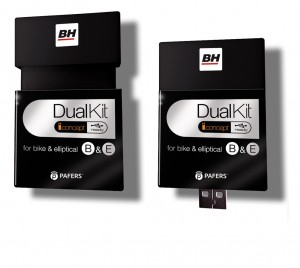 BH
DualKit
i.concept
for bike & elliptical B & E
PAFERS
BH
DualKit
i.concept
for bike & elliptical B & E
PAFERS